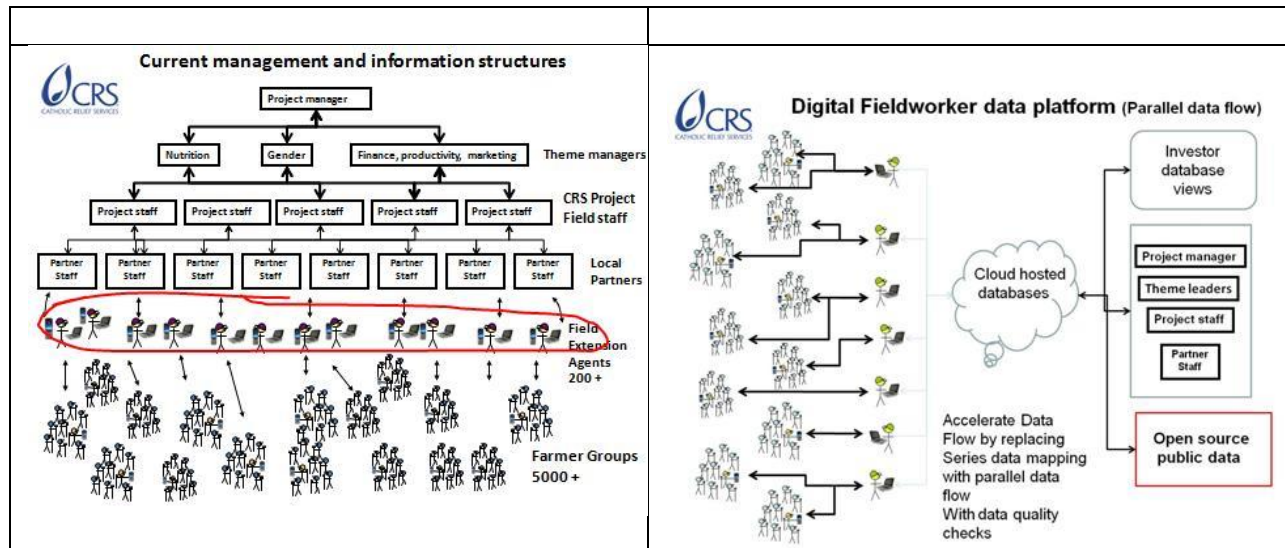 Current management and information structures
CRS
CATHOLIC RELIEF SERVICES
Project manager
Nutrition
Gender
Finance, productivity, marketing
Theme managers
Project staff
Project staff
Project staff
Project staff
Project staff
CRS Project
Field staff
Partner
Staff
Partner
Staff
Partner
Staff
Partner
Staff
Partner
Staff
Partner
Staff
Partner
Staff
Partner
Staff
Local
Partners
Field
Extension
Agents
200 +
Farmer Groups
5000 +
CRS
CATHOLIC RELIEF SERVICES
Digital Fieldworker data platform (Parallel data flow)
Cloud hosted
databases
Investor
database
views
Project manager
Theme leaders
Project staff
Partner
Staff
Open source
public data
Accelerate Data
Flow by replacing
Series data mapping
with parallel data
flow
With data quality
checks